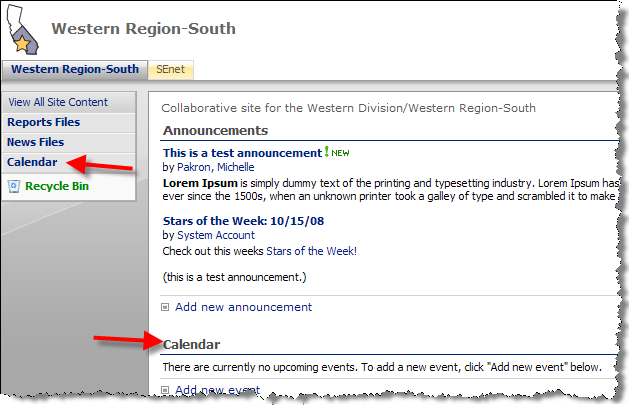 Western Region-South
Western Region-South
SEnet
View All Site Content
Reports Files
News Files
Calendar
Recycle Bin
Collaborative site for the Western Division/Western Region-South
Announcements
This is a test announcement ! NEW
by Pakron, Michelle
Lorem Ipsum is simply dummy text of the printing and typesetting industry. Lorem Ipsum has
ever since the 1500s, when an unknown printer took a galley of type and scrambled it to make
Stars of the Week: 10/15/08
by System Account
Check out this weeks Stars of the Week!
(this is a test announcement.)
Add new announcement
Calendar
There are currently no upcoming events. To add a new event, click "Add new event" below.
Add new event